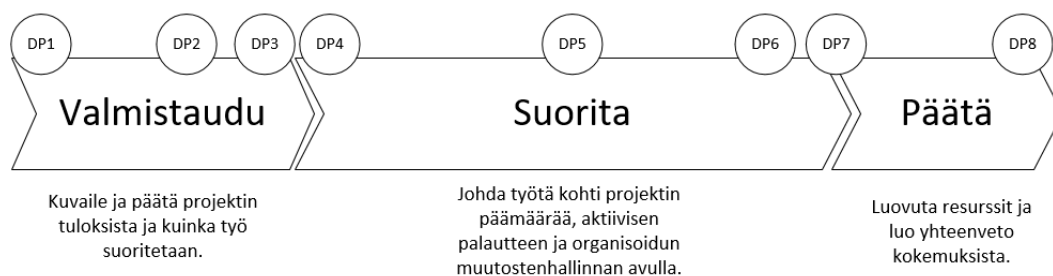 DP1 DP2 DP3 DP4 DP5 DP6 DP7 DP8
Valmistaudu Suorita Päätä
Kuvaile ja päätä projektin
tuloksista ja kuinka työ
suoritetaan.
Johda työtä kohti projektin
päämäärää, aktiivisen
palautteen ja organisoidun
muutostenhallinnan avulla.
Luovuta resurssit ja
luo yhteenveto
kokemuksista.